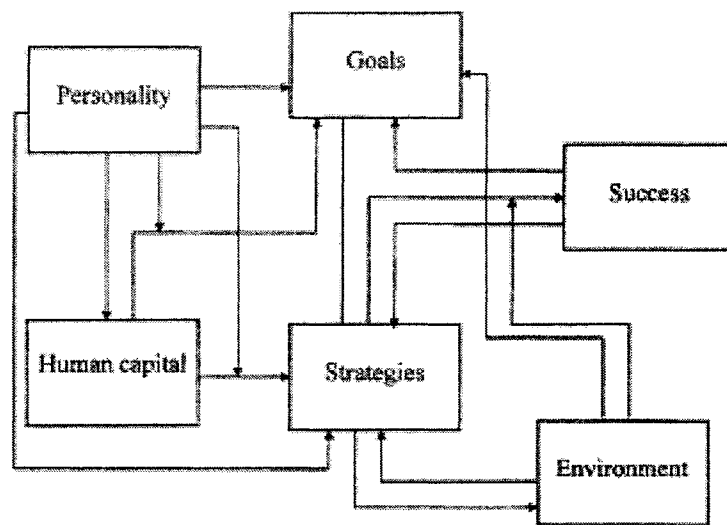 Goals
Personality
Success
Human capital
Strategies
Environment